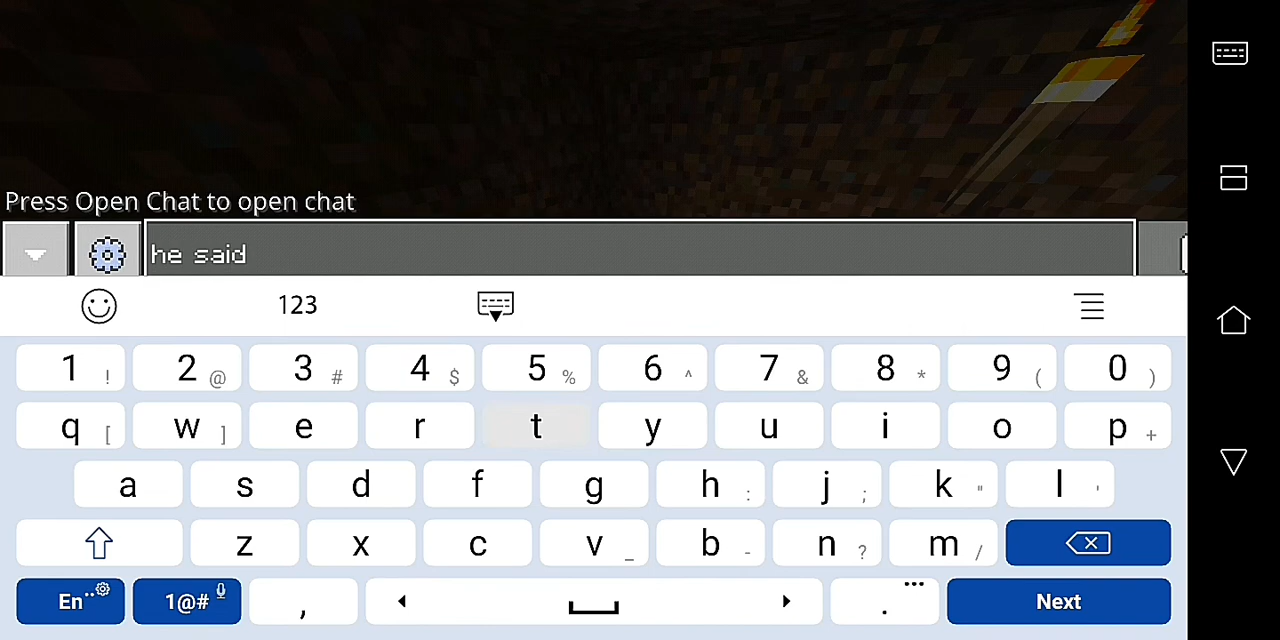 Press Open Chat to open chat
he said
123
1 ! 2 @ 3 # 4 $ 5 % 6 ^ 7 & 8 * 9 ( 0 )
q [ w ] e r t y u i o p +
a s d f g h : j ; k " l '
z x c v _ b - n ? m /
En 1@# , . ... Next